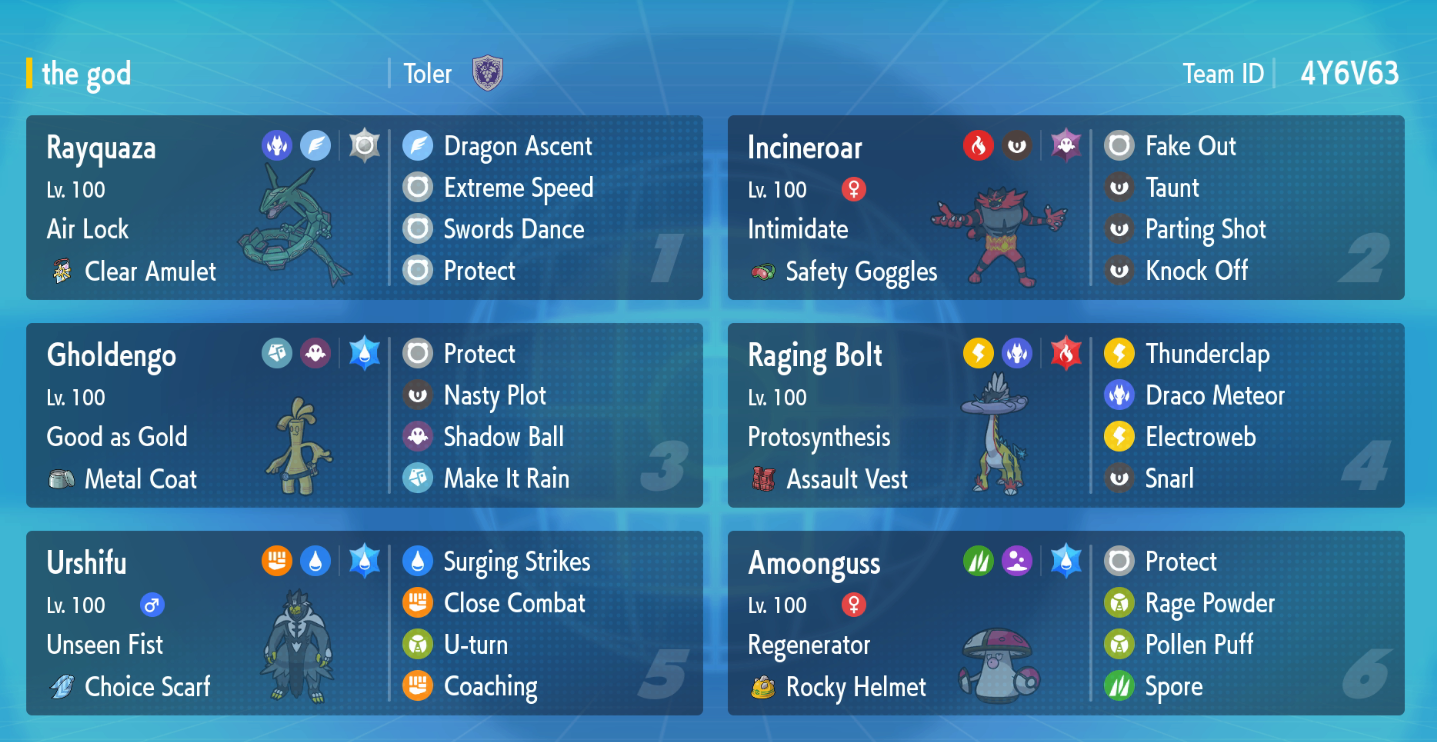 the god
Toler
Team ID 4Y6V63
Rayquaza
Lv. 100
Air Lock
Clear Amulet
Dragon Ascent
Extreme Speed
Swords Dance
Protect
1
Incineroar
Lv. 100
Intimidate
Safety Goggles
Fake Out
Taunt
Parting Shot
Knock Off
2
Gholdengo
Lv. 100
Good as Gold
Metal Coat
Protect
Nasty Plot
Shadow Ball
Make It Rain
3
Raging Bolt
Lv. 100
Protosynthesis
Assault Vest
Thunderclap
Draco Meteor
Electroweb
Snarl
4
Urshifu
Lv. 100
Unseen Fist
Choice Scarf
Surging Strikes
Close Combat
U-turn
Coaching
5
Amoonguss
Lv. 100
Regenerator
Rocky Helmet
Protect
Rage Powder
Pollen Puff
Spore
6